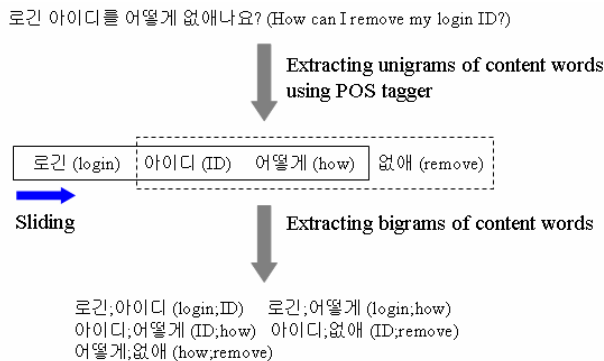 로긴 아이디를 어떻게 없애나요? (How can I remove my login ID?)
Extracting unigrams of content words
using POS tagger
로긴 (login) 아이디 (ID) 어떻게 (how) 없애 (remove)
Sliding
Extracting bigrams of content words
로긴;아이디 (login;ID) 로긴;어떻게 (login;how)
아이디;어떻게 (ID;how) 아이디;없애 (ID;remove)
어떻게;없애 (how;remove)